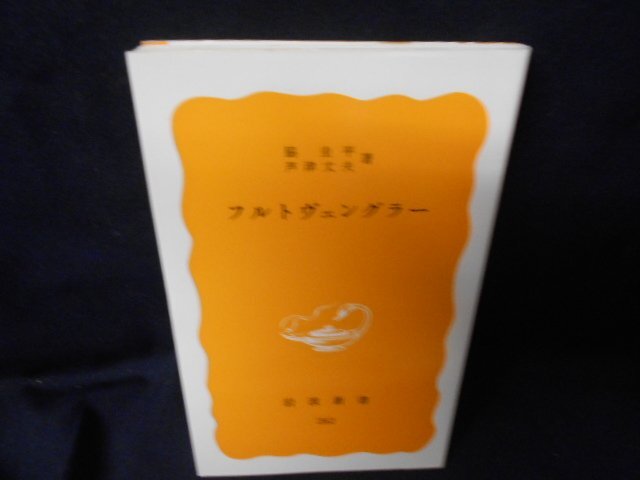 脇 圭平
芦津丈夫 著
フルトヴェングラー
岩波新書